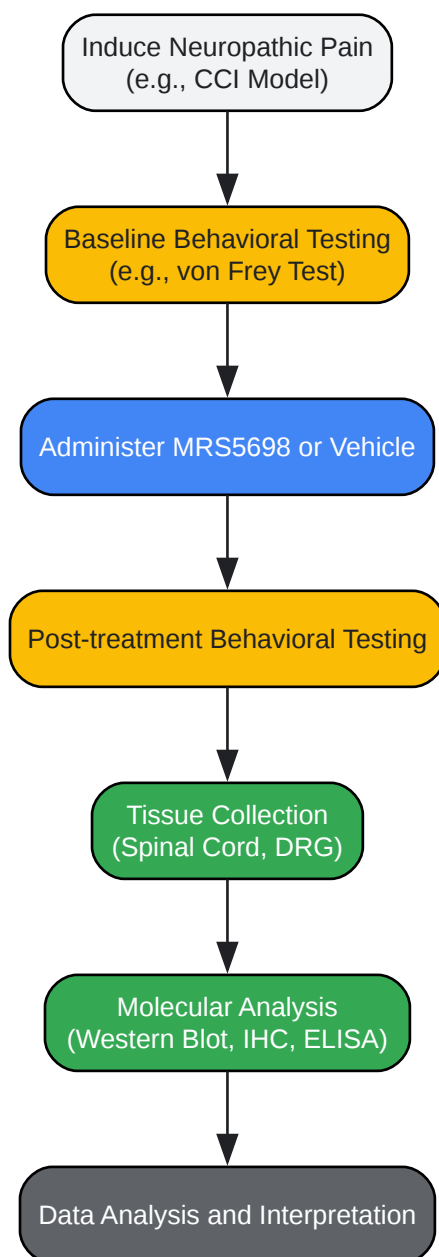 Induce Neuropathic Pain
(e.g., CCI Model)
Baseline Behavioral Testing
(e.g., von Frey Test)
Administer MRS5698 or Vehicle
Post-treatment Behavioral Testing
Tissue Collection
(Spinal Cord, DRG)
Molecular Analysis
(Western Blot, IHC, ELISA)
Data Analysis and Interpretation